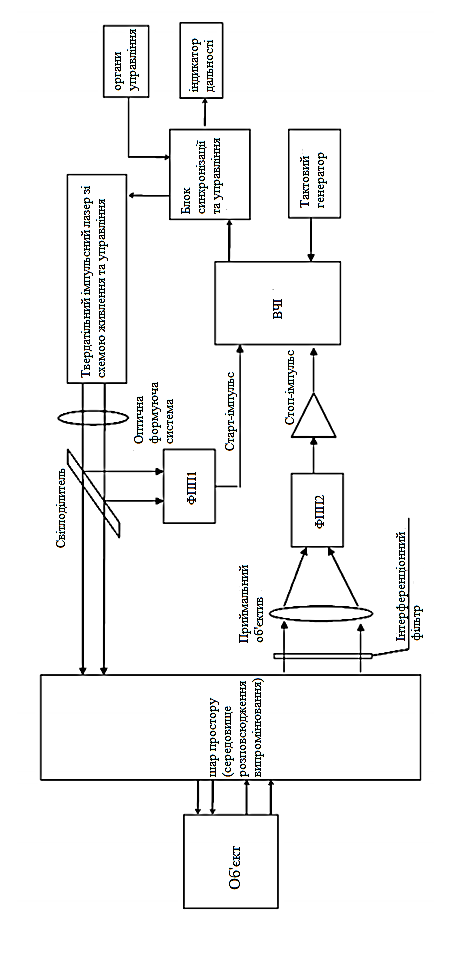 органи
управління
індикатор
дальності
Твердатільний імпульсний лазер зі
схемою живлення та управління
Блок
синхронізації
та управління
Тактовий
генератор
ВЧІ
Оптична
формуюча
система
Світлоділитель
ФПП1
Старт-імпульс
Стоп-імпульс
ФПП2
Приймальний
об'єктив
Інтерференціонний
фільтр
шар простору
(середовище
розповсюдження
випромінювання)
Об'єкт